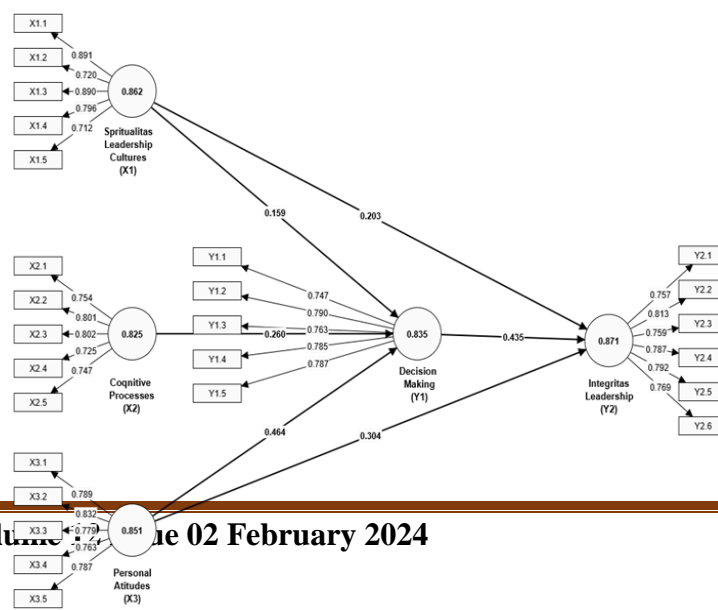 X1.1
X1.2
X1.3
X1.4
X1.5
0.891
0.720
0.890
0.796
0.712
0.862
Spritualitas
Leadership
Cultures
(X1)
0.159
0.203
X2.1
X2.2
X2.3
X2.4
X2.5
0.754
0.801
0.802
0.725
0.747
0.825
Coqnitive
Processes
(X2)
0.260
Y1.1
Y1.2
Y1.3
Y1.4
Y1.5
0.747
0.790
0.763
0.785
0.787
0.835
Decision
Making
(Y1)
0.435
0.871
Integritas
Leadership
(Y2)
0.757
0.813
0.759
0.787
0.792
0.769
Y2.1
Y2.2
Y2.3
Y2.4
Y2.5
Y2.6
0.464
0.304
X3.1
X3.2
X3.3
X3.4
X3.5
0.789
0.832
0.779
0.763
0.787
0.851
Personal
Atitudes
(X3)
02 February 2024